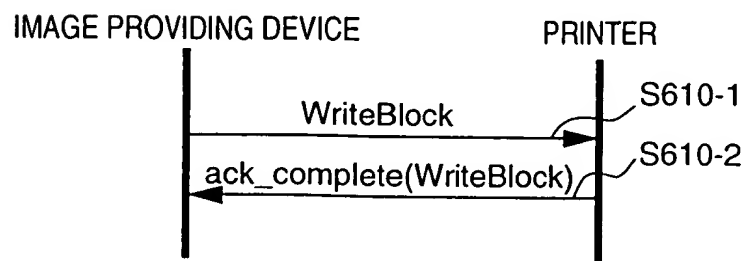 IMAGE PROVIDING DEVICE
PRINTER
WriteBlock
S610-1
ack_complete(WriteBlock)
S610-2